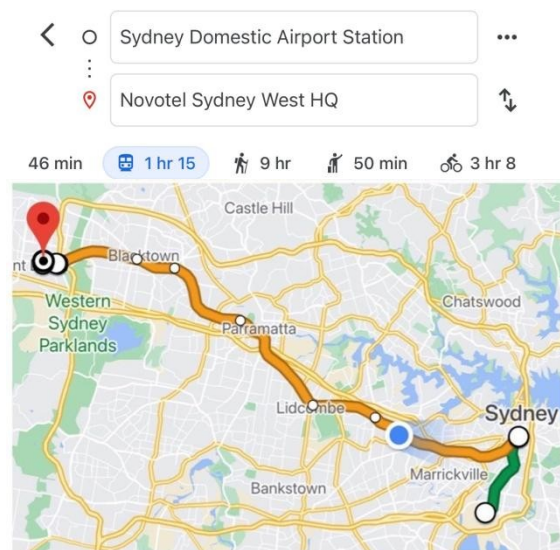 Sydney Domestic Airport Station
Novotel Sydney West HQ
46 min 1 hr 15 9 hr 50 min 3 hr 8
Castle Hill
Blacktown
nt
Western
Sydney
Parklands
Chatswood
Parramatta
Lidcombe
Sydney
Marrickville
Bankstown